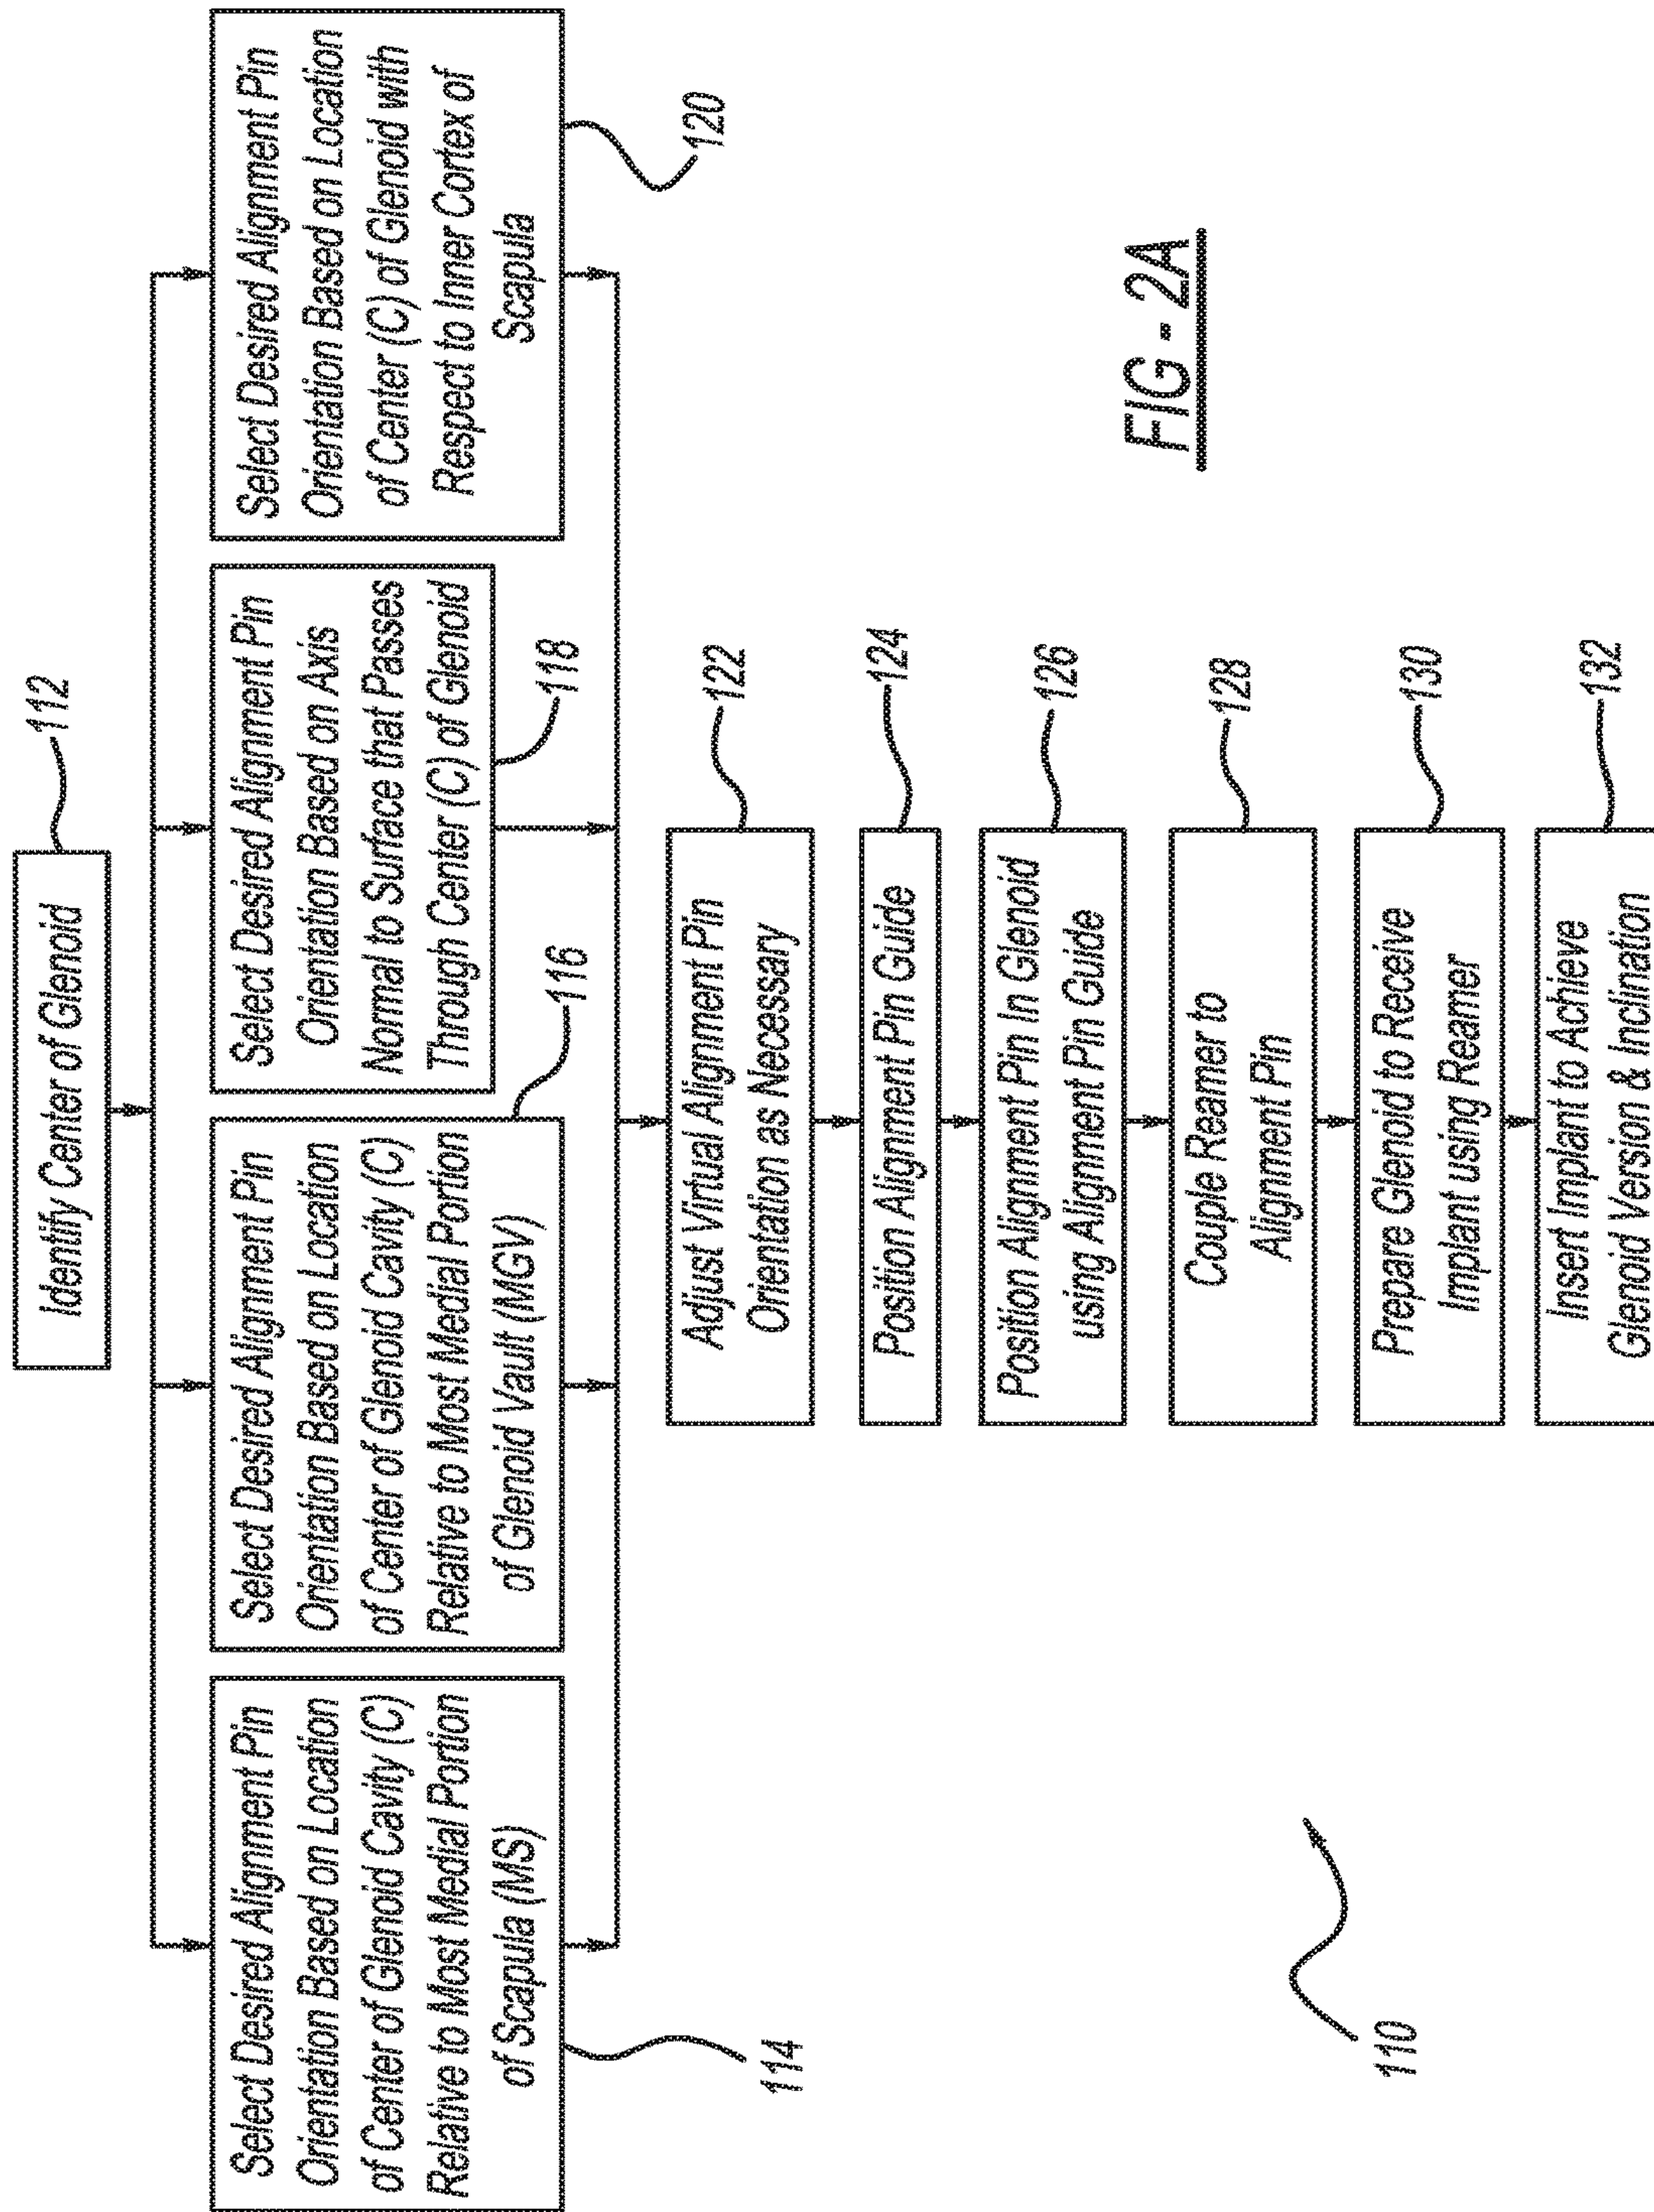 Identify Center of Glenoid
112
Select Desired Alignment Pin
Orientation Based on Location
of Center of Glenoid Cavity (C)
Relative to Most Medial Portion
of Scapula (MS)
114
Select Desired Alignment Pin
Orientation Based on Location
of Center of Glenoid Cavity (C)
Relative to Most Medial Portion
of Glenoid Vault (MGV)
116
Select Desired Alignment Pin
Orientation Based on Axis
Normal to Surface that Passes
Through Center (C) of Glenoid
118
Select Desired Alignment Pin
Orientation Based on Location
of Center (C) of Glenoid with
Respect to Inner Cortex of
Scapula
120
Adjust Virtual Alignment Pin
Orientation as Necessary
122
Position Alignment Pin Guide
124
Position Alignment Pin In Glenoid
using Alignment Pin Guide
126
Couple Reamer to
Alignment Pin
128
Prepare Glenoid to Receive
Implant using Reamer
130
Insert Implant to Achieve
Glenoid Version & Inclination
132
110
FIG - 2A